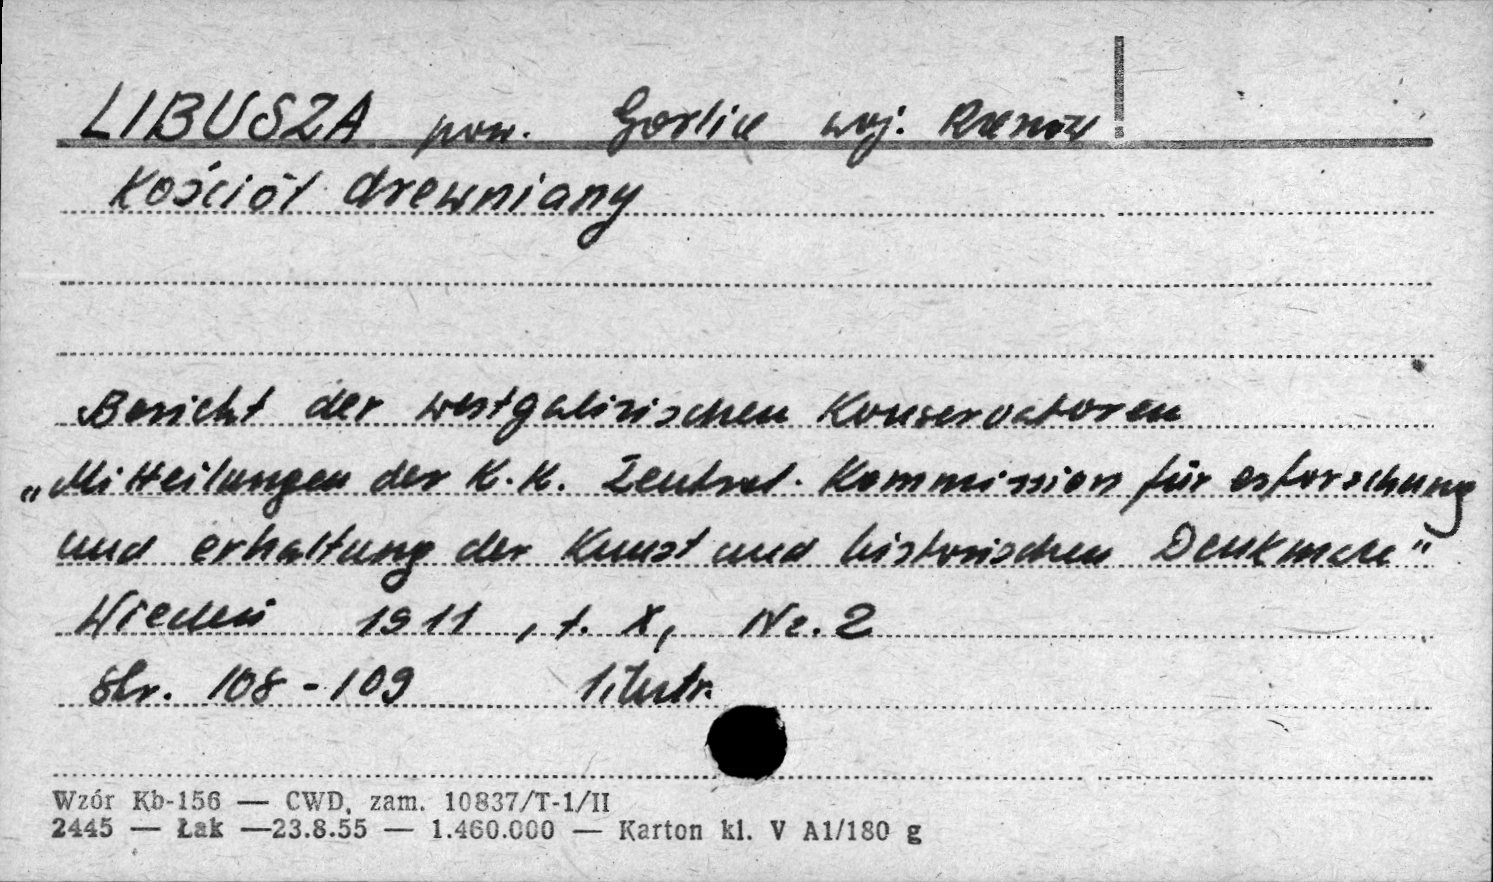 LIBUSZA pow. Gorlice woj. Rzeszów
Kościół drewniany
Bericht der westgalizischen Konservatoren
„Mitteilungen der K.K. Zentral. Kommission für erforschung
und erhaltung der Kunst und historischen Denkmale"
Wiedeń 1911, t. X, Nr. 2
Str. 108-109 1 ilustr.
Wzór Kb-156 — CWD, zam. 10837/T-1/II
2445 — Łak —23.8.55 — 1.460.000 — Karton kl. V A1/180 g